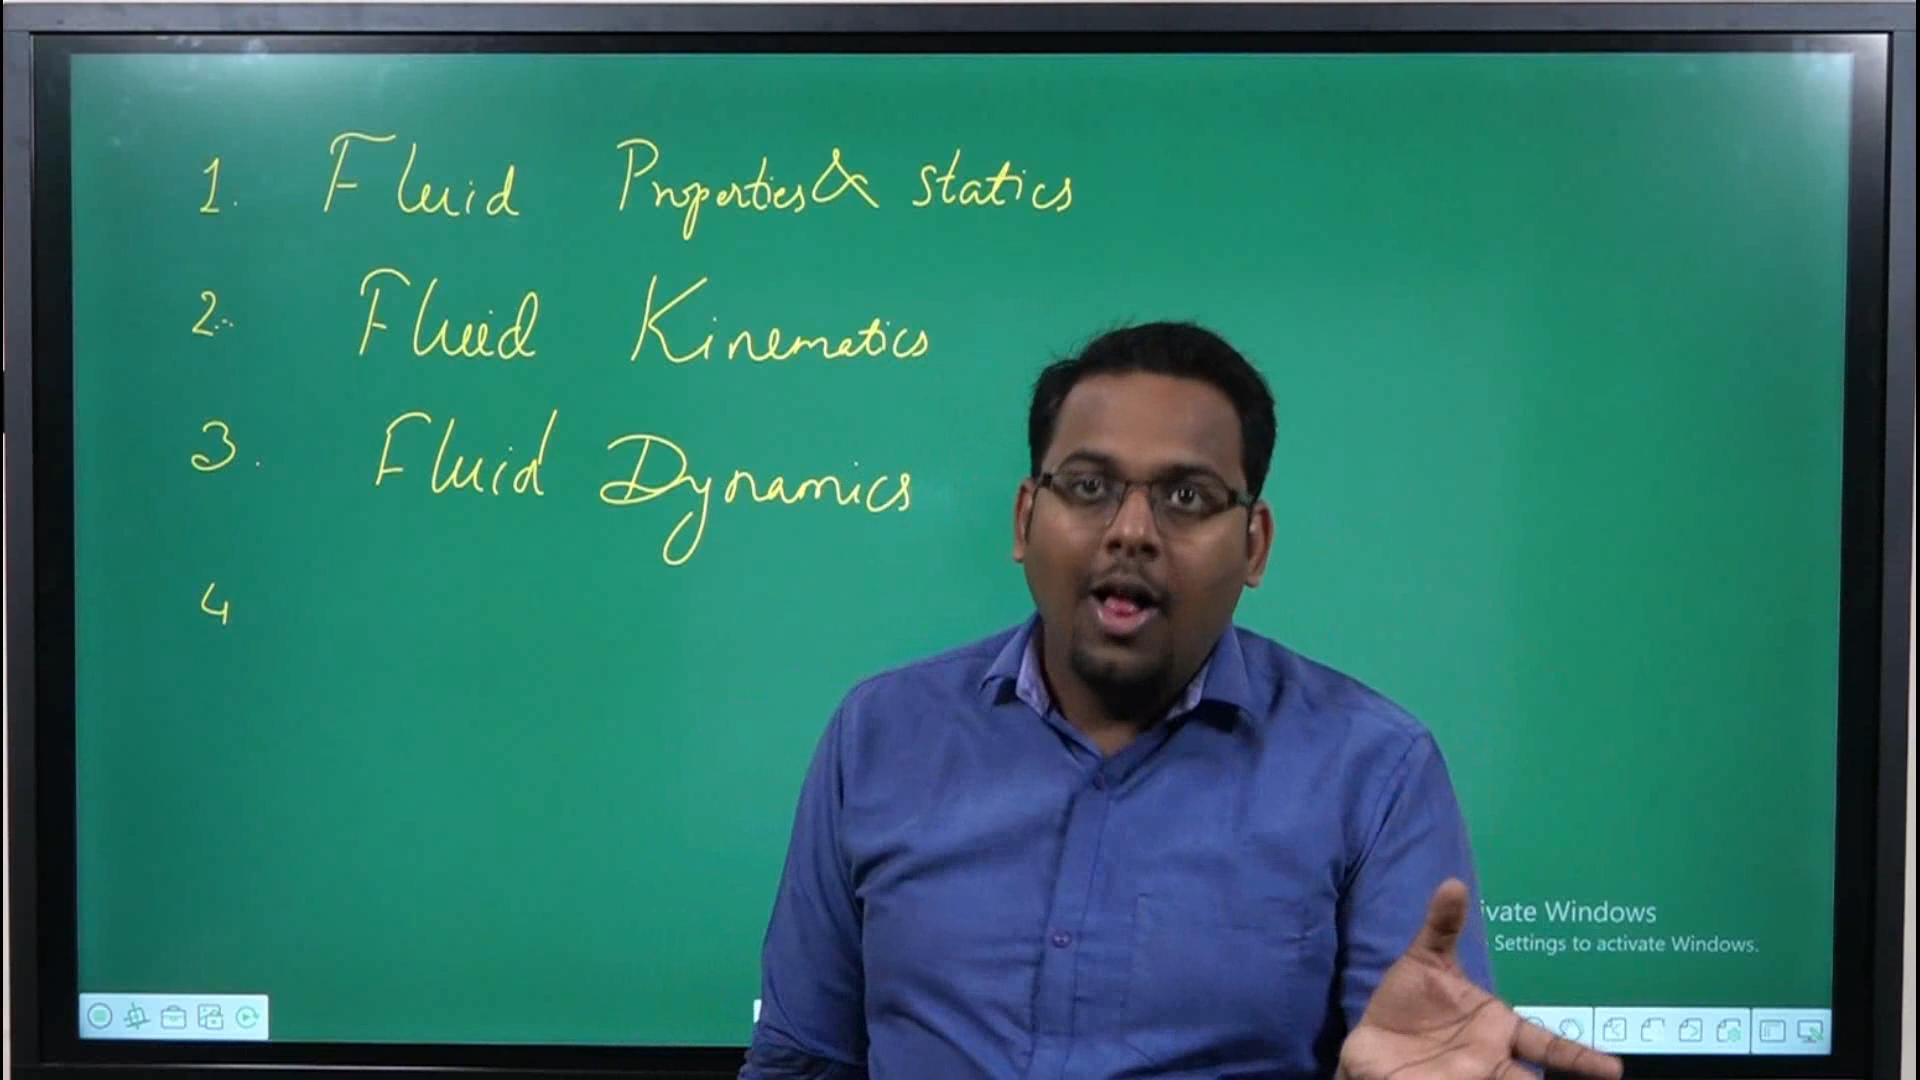 1. Fluid Properties & Statics
2. Fluid Kinematics
3. Fluid Dynamics
4
ivate Windows
Settings to activate Windows.